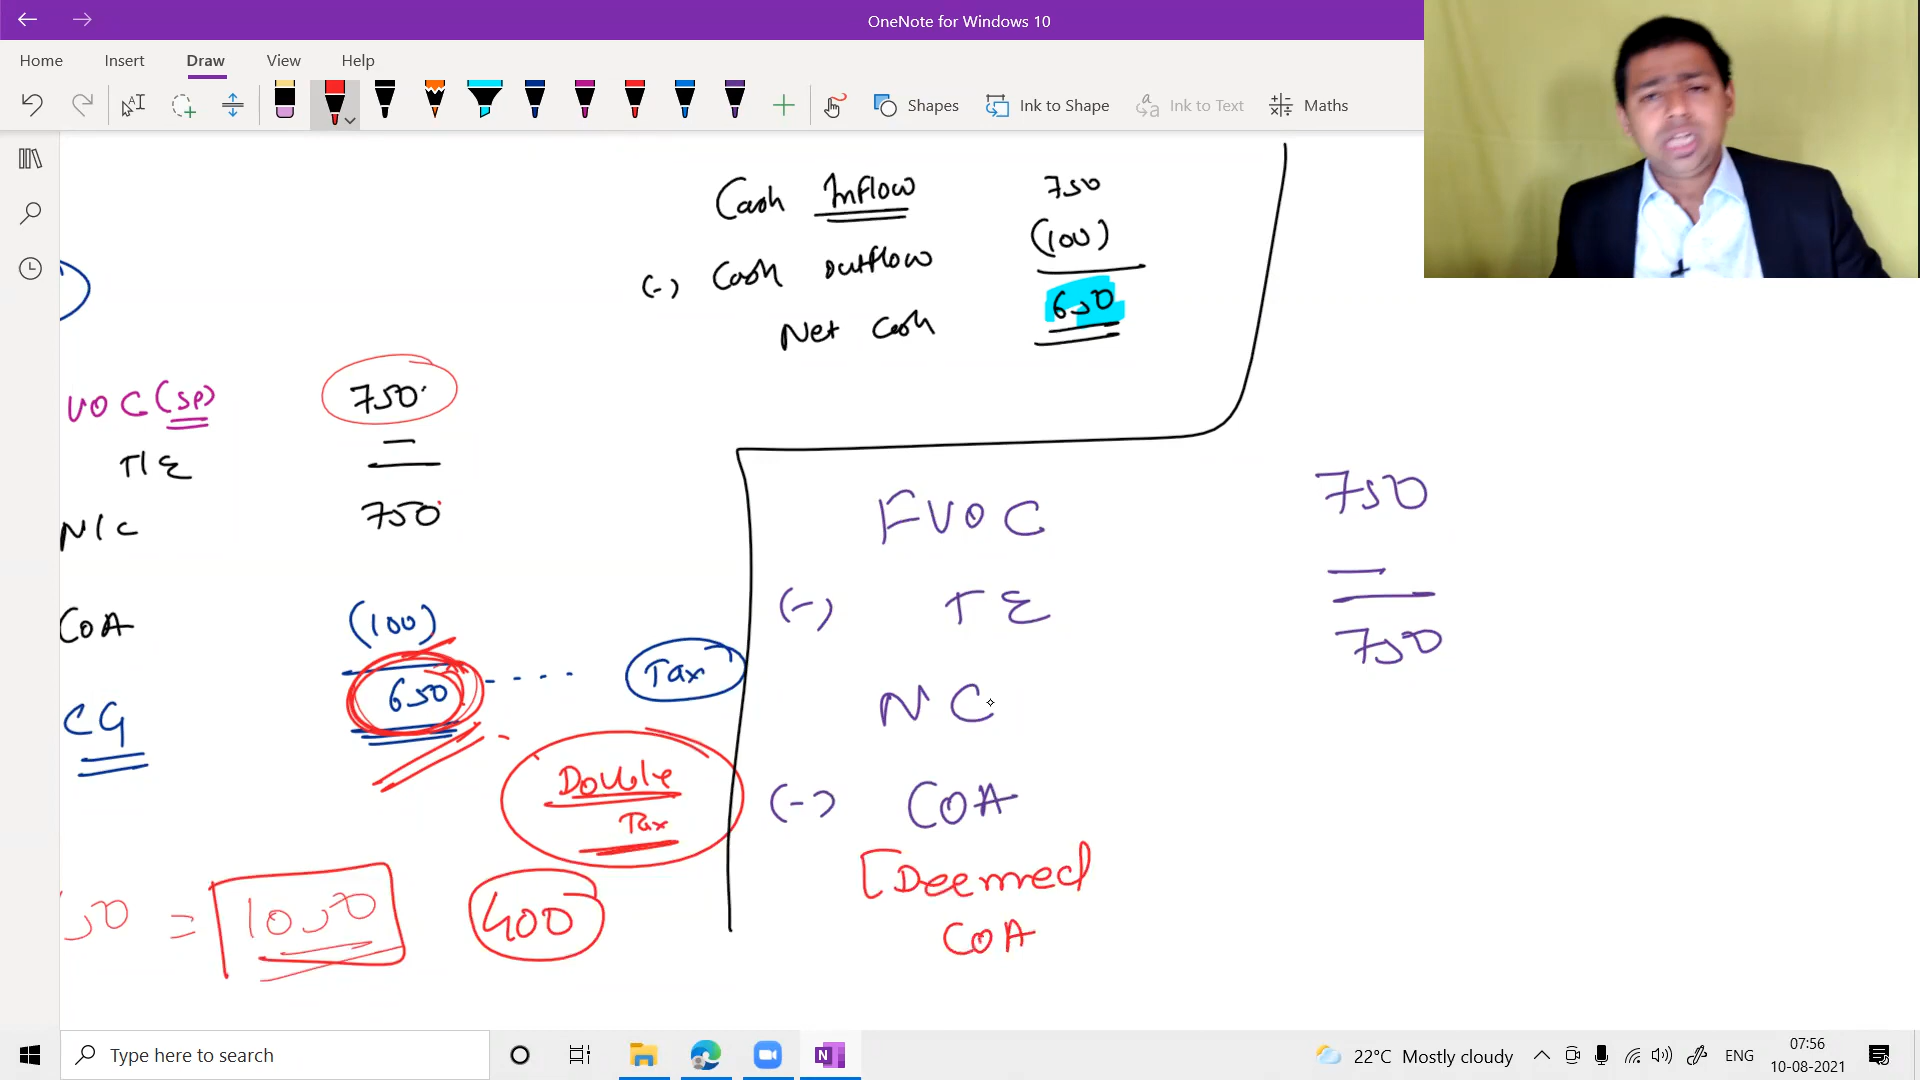 OneNote for Windows 10
Home Insert Draw View Help
Shapes Ink to Shape Ink to Text Maths
Cash Inflow 750
(-) Cash outflow (100)
Net Cash 650
VOC (SP) 750
T/E —
N/C 750
COA (100)
CG 650 - - - - Tax
Double
Tax
50 = 1050 400
FVOC 750
(-) TE —
NC 750
(-) COA
[Deemed
COA
Type here to search
N
22°C Mostly cloudy
ENG
07:56
10-08-2021